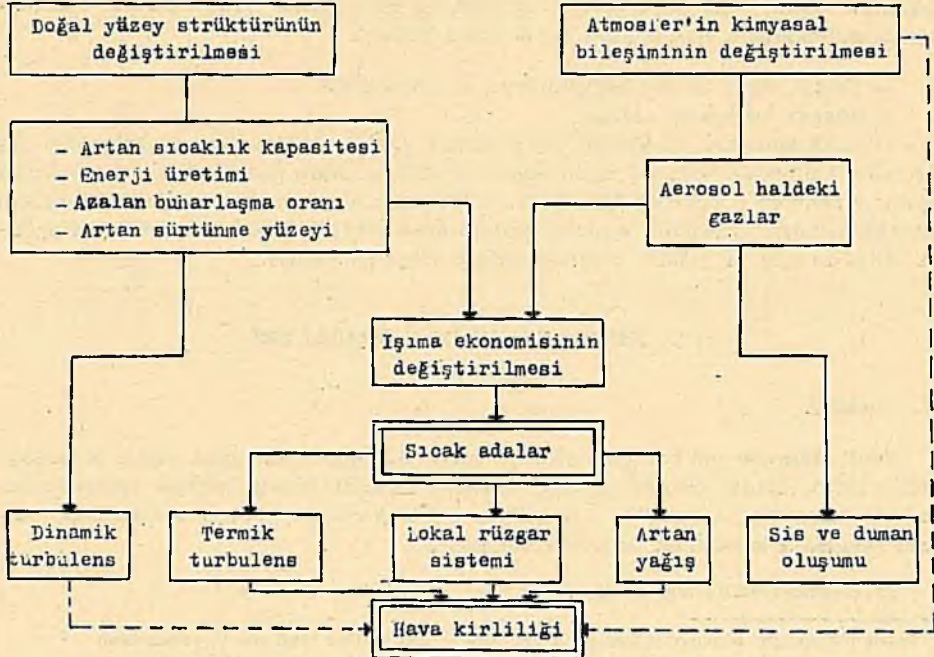 Doğal yüzey strüktürünün
değiştirilmesi
Atmosfer'in kimyasal
bileşiminin değiştirilmesi
- Artan sıcaklık kapasitesi
- Enerji üretimi
- Azalan buharlaşma oranı
- Artan sürtünme yüzeyi
Aerosol haldeki
gazlar
Işıma ekonomisinin
değiştirilmesi
Sıcak adalar
Dinamik
turbulens
Termik
turbulens
Lokal rüzgar
sistemi
Artan
yağış
Sis ve duman
oluşumu
Hava kirliliği